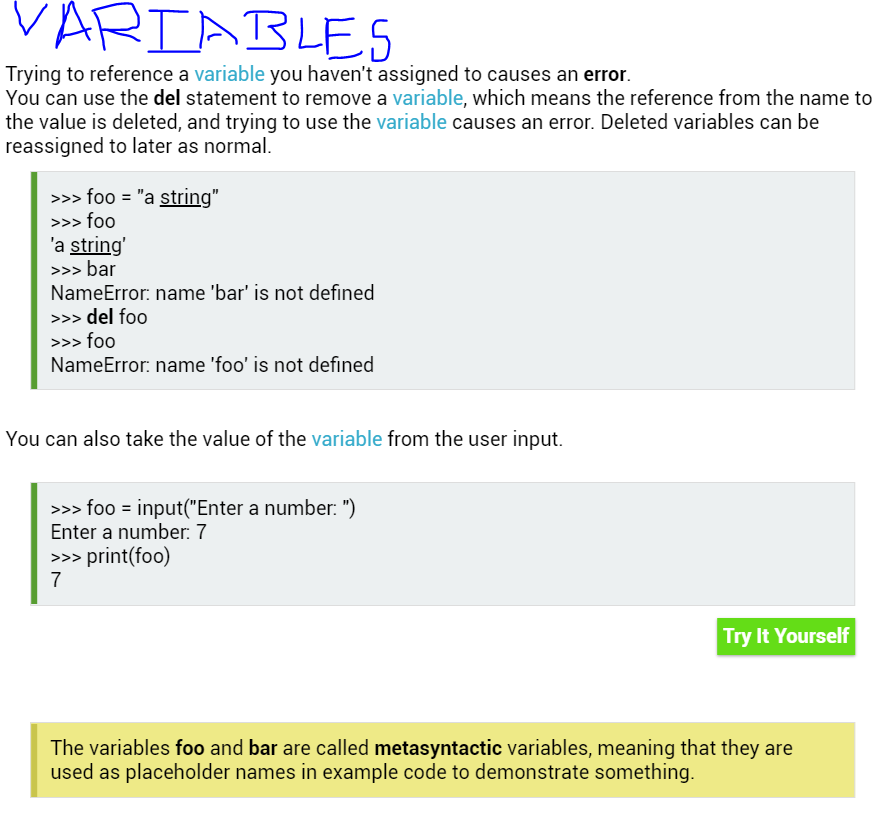 VARIABLES
Trying to reference a variable you haven't assigned to causes an error.
You can use the del statement to remove a variable, which means the reference from the name to
the value is deleted, and trying to use the variable causes an error. Deleted variables can be
reassigned to later as normal.
>>> foo = "a string"
>>> foo
'a string'
>>> bar
NameError: name 'bar' is not defined
>>> del foo
>>> foo
NameError: name 'foo' is not defined
You can also take the value of the variable from the user input.
>>> foo = input("Enter a number: ")
Enter a number: 7
>>> print(foo)
7
Try It Yourself
The variables foo and bar are called metasyntactic variables, meaning that they are
used as placeholder names in example code to demonstrate something.